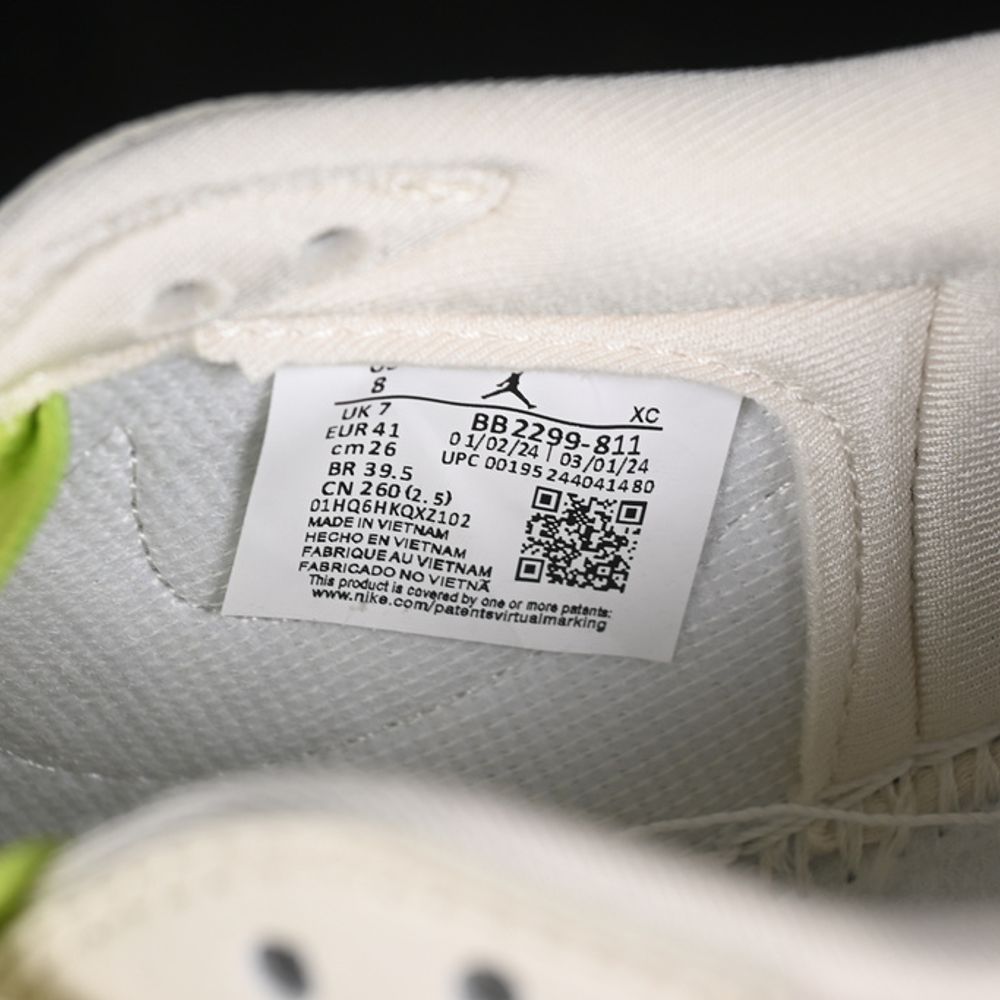 8
UK 7
EUR 41
cm 26
BR 39.5
CN 260 (2.5)
01HQ6HKQXZ102
MADE IN VIETNAM
HECHO EN VIETNAM
FABRIQUE AU VIETNAM
FABRICADO NO VIETNÃ
This product is covered by one or more patents:
www.nike.com/patentsvirtualmarking
XC
BB2299-811
01/02/24 | 03/01/24
UPC 00195244041480